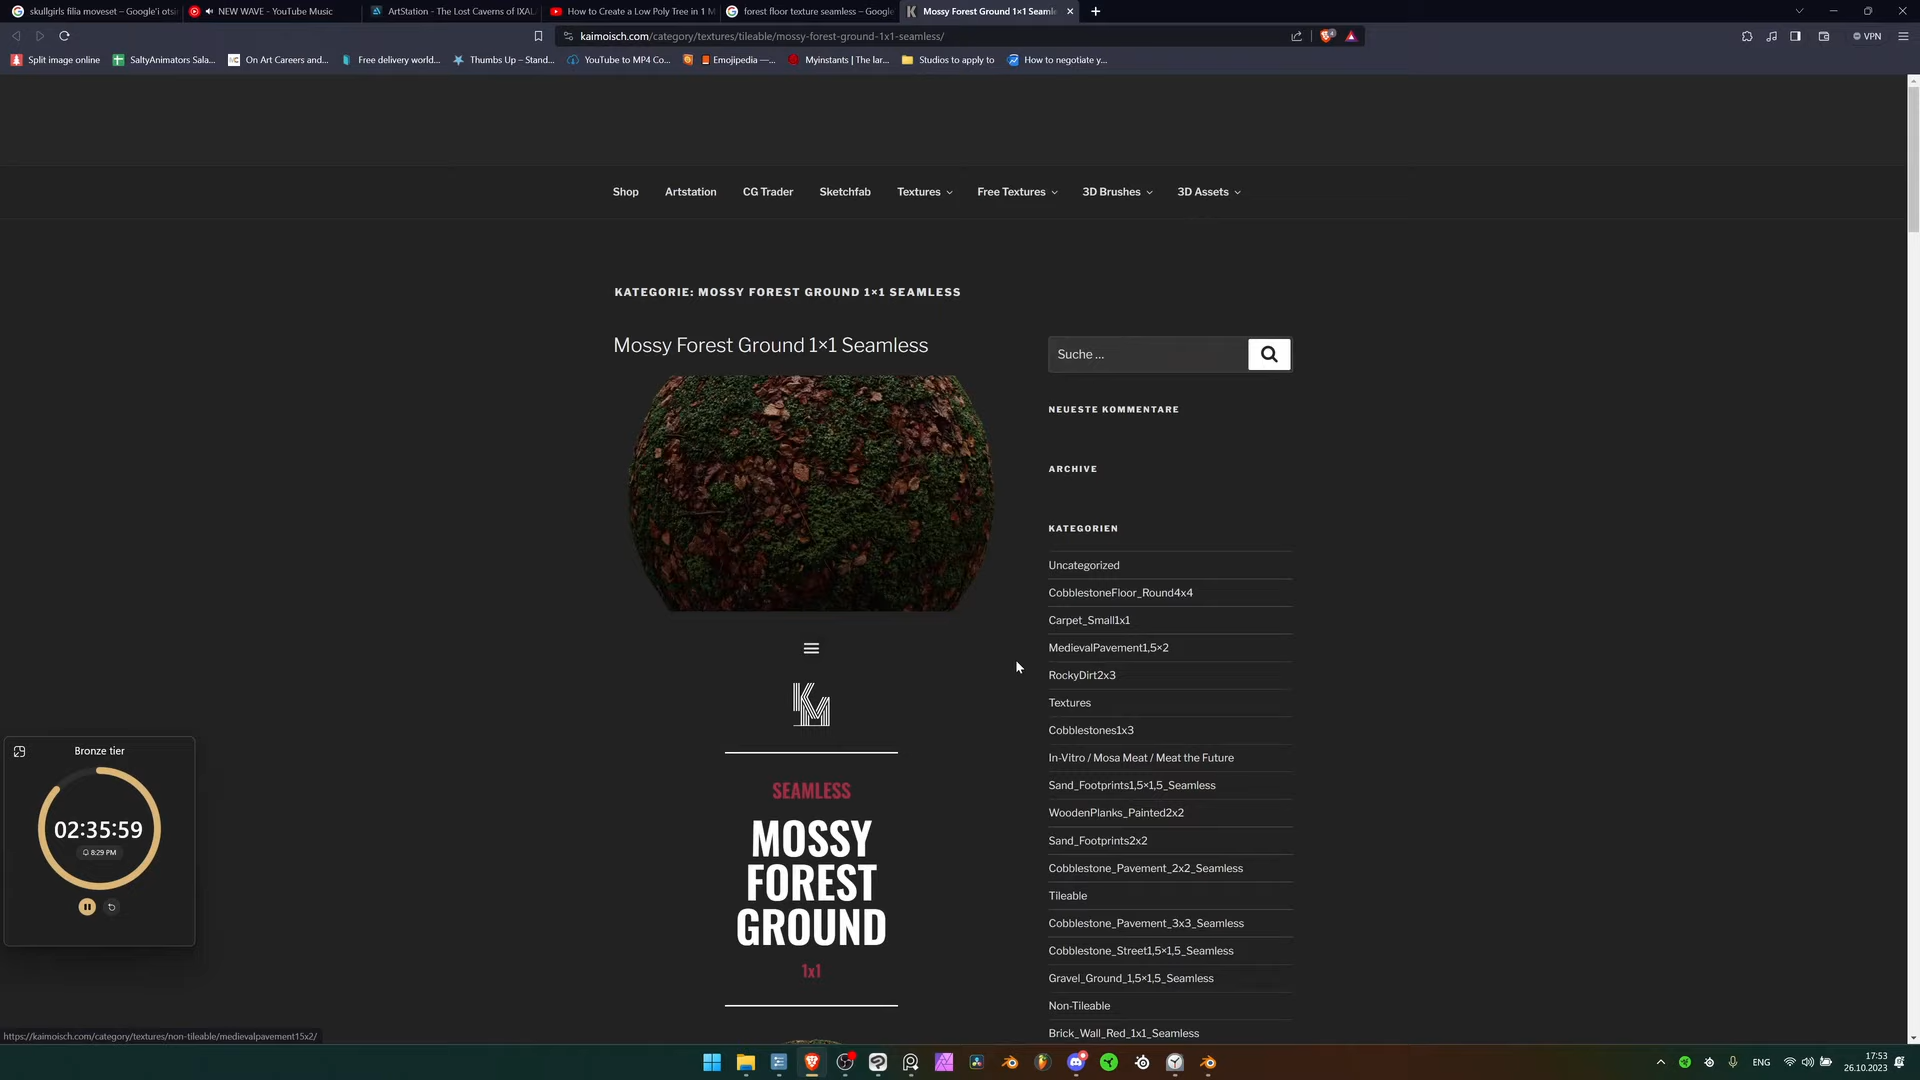 skullgirls filia moveset – Google'i otsi
NEW WAVE - YouTube Music
ArtStation - The Lost Caverns of IXAL
How to Create a Low Poly Tree in 1 M
forest floor texture seamless – Google
Mossy Forest Ground 1×1 Seaml
kaimoisch.com/category/textures/tileable/mossy-forest-ground-1x1-seamless/
VPN
Split image online
SaltyAnimators Sala...
On Art Careers and...
Free delivery world...
Thumbs Up – Stand...
YouTube to MP4 Co...
Emojipedia —...
Myinstants | The lar...
Studios to apply to
How to negotiate y...
Shop
Artstation
CG Trader
Sketchfab
Textures
Free Textures
3D Brushes
3D Assets
KATEGORIE: MOSSY FOREST GROUND 1×1 SEAMLESS
Mossy Forest Ground 1×1 Seamless
Suche …
NEUESTE KOMMENTARE
ARCHIVE
KATEGORIEN
Uncategorized
CobblestoneFloor_Round4x4
Carpet_Small1x1
MedievalPavement1,5×2
RockyDirt2x3
Textures
Cobblestones1x3
In-Vitro / Mosa Meat / Meat the Future
Sand_Footprints1,5×1,5_Seamless
WoodenPlanks_Painted2x2
Sand_Footprints2x2
Cobblestone_Pavement_2x2_Seamless
Tileable
Cobblestone_Pavement_3x3_Seamless
Cobblestone_Street1,5×1,5_Seamless
Gravel_Ground_1,5×1,5_Seamless
Non-Tileable
Brick_Wall_Red_1x1_Seamless
KM
SEAMLESS
MOSSY
FOREST
GROUND
1x1
Bronze tier
02:35:59
8:29 PM
https://kaimoisch.com/category/textures/non-tileable/medievalpavement15x2/
ENG
17:53
26.10.2023